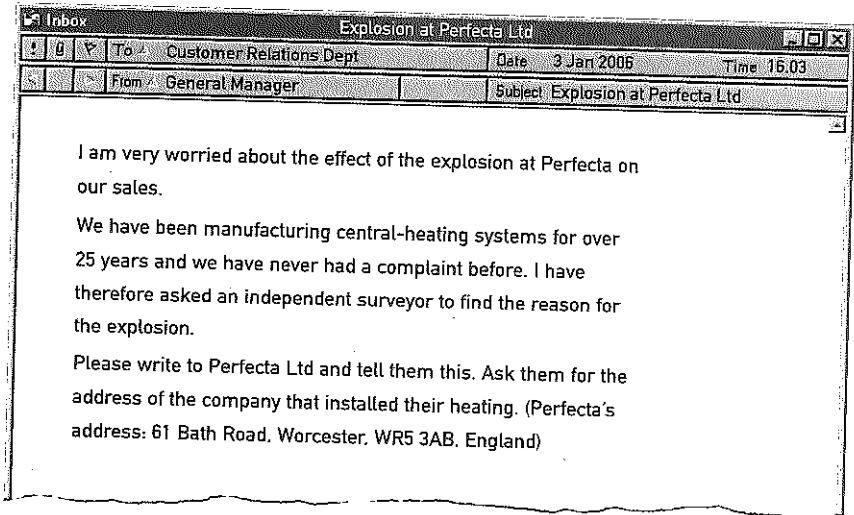 Inbox Explosion at Perfecta Ltd
To Customer Relations Dept Date 3 Jan 2006 Time 16.03
From General Manager Subject Explosion at Perfecta Ltd
I am very worried about the effect of the explosion at Perfecta on
our sales.
We have been manufacturing central-heating systems for over
25 years and we have never had a complaint before. I have
therefore asked an independent surveyor to find the reason for
the explosion.
Please write to Perfecta Ltd and tell them this. Ask them for the
address of the company that installed their heating. (Perfecta's
address: 61 Bath Road, Worcester, WR5 3AB, England)